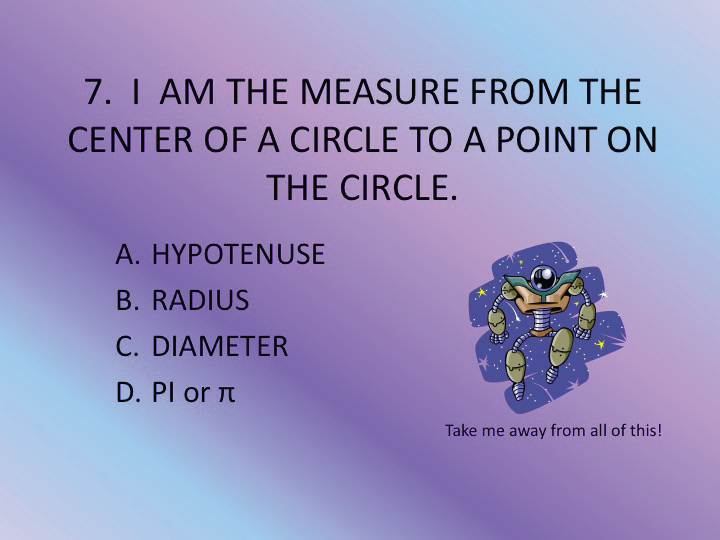 7.  I  AM THE MEASURE FROM THE
CENTER OF A CIRCLE TO A POINT ON
THE CIRCLE.
A. HYPOTENUSE
B. RADIUS
C. DIAMETER
D. PI or π
Take me away from all of this!